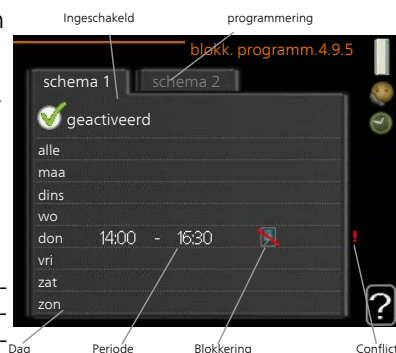 Ingeschakeld programmering
blokk. programm.4.9.5
schema 1 schema 2
geactiveerd
alle
maa
dins
wo
don 14:00 - 16:30 !
vri
zat
zon
?
Dag Periode Blokkering Conflict